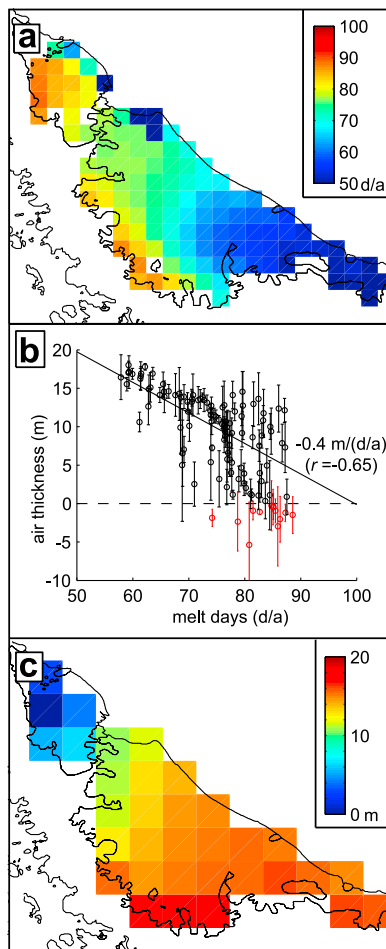 a
100
90
80
70
60
50 d/a
b
20
15
10
5
0
-5
-10
air thickness (m)
-0.4 m/(d/a)
(r =-0.65)
50 60 70 80 90 100
melt days (d/a)
c
20
10
0 m